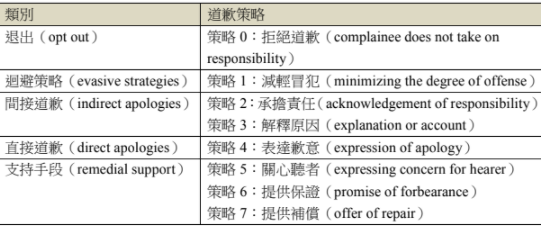 類別 道歉策略
退出（opt out） 策略 0：拒絕道歉（complainee does not take on
responsibility）
迴避策略（evasive strategies） 策略 1：減輕冒犯（minimizing the degree of offense）
間接道歉（indirect apologies） 策略 2：承擔責任（acknowledgement of responsibility）
策略 3：解釋原因（explanation or account）
直接道歉（direct apologies） 策略 4：表達歉意（expression of apology）
支持手段（remedial support） 策略 5：關心聽者（expressing concern for hearer）
策略 6：提供保證（promise of forbearance）
策略 7：提供補償（offer of repair）